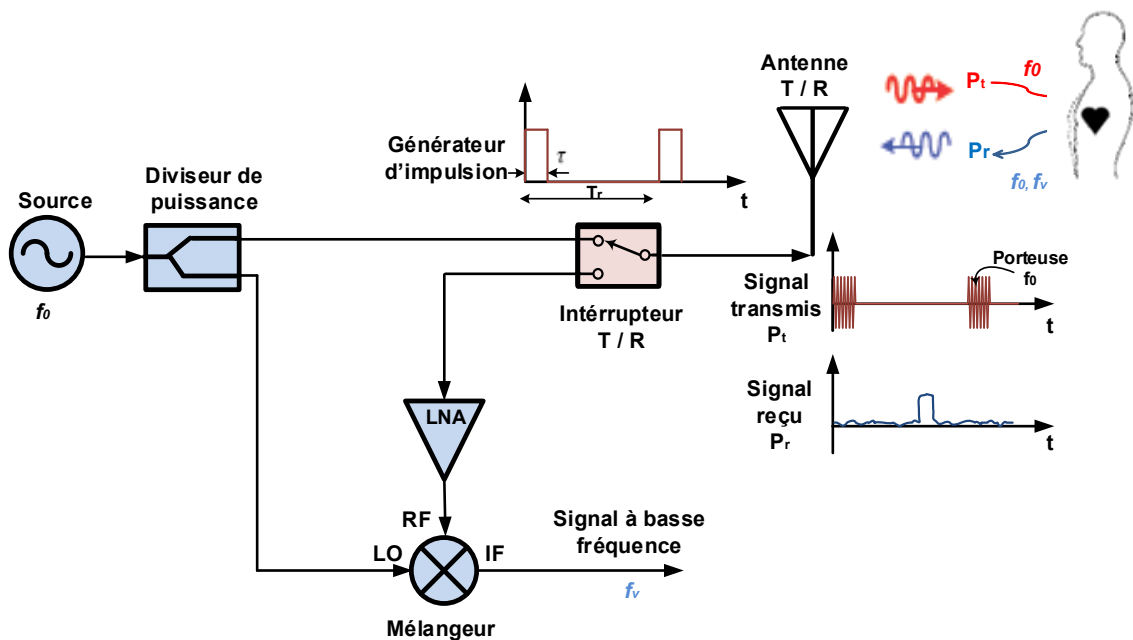 Source
f0
Diviseur de
puissance
Générateur
d'impulsion
τ
Tr
t
Intérrupteur
T / R
Antenne
T / R
Pt
f0
Pr
f0, fv
Signal
transmis
Pt
Porteuse
f0
t
Signal
reçu
Pr
t
LNA
RF
LO
IF
Mélangeur
Signal à basse
fréquence
fv